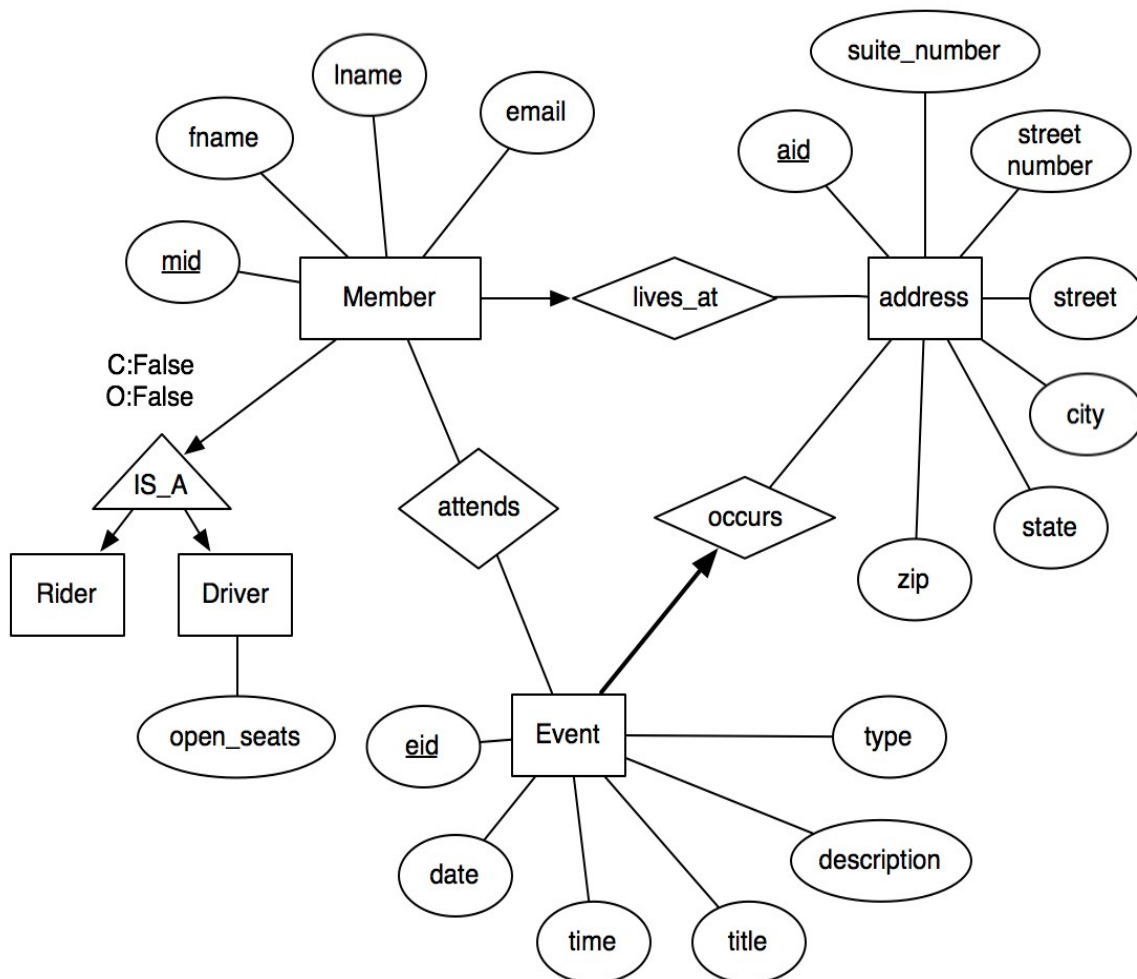 suite_number
lname
email
fname
aid
street
number
mid
Member
lives_at
address
street
C:False
O:False
city
IS_A
attends
occurs
state
zip
Rider
Driver
open_seats
eid
Event
type
date
description
time
title